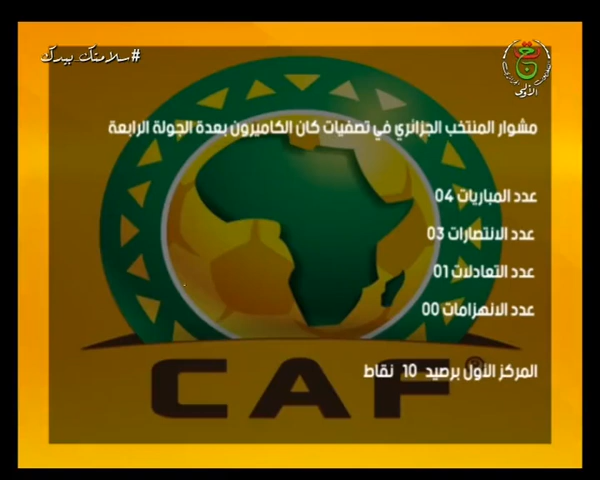 #سلامتك بيدك
الأولى
مشوار المنتخب الجزائري في تصفيات كان الكاميرون بعدة الجولة الرابعة
عدد المباريات 04
عدد الانتصارات 03
عدد التعادلات 01
عدد الانهزامات 00
المركز الأول برصيد 10 نقاط
CAF®